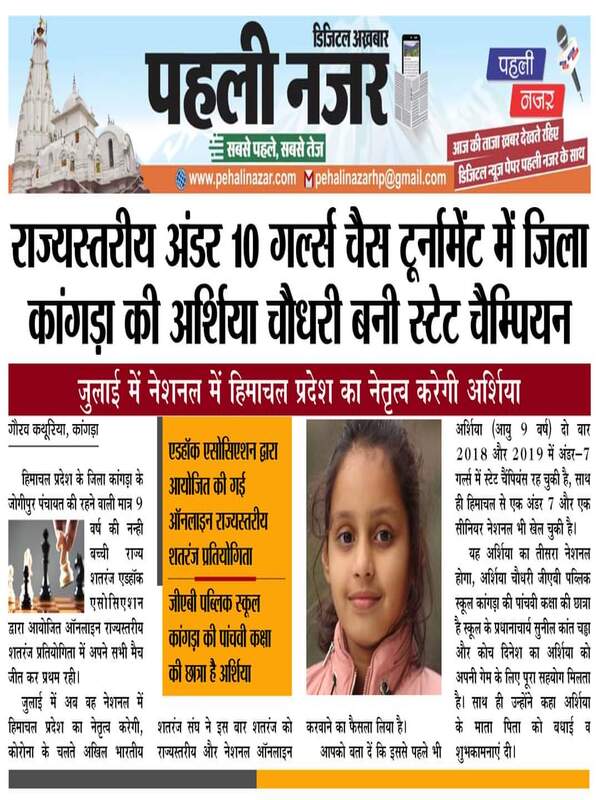 डिजिटल अखबार
पहली नजर
सबसे पहले, सबसे तेज
www.pehalinazar.com
pehalinazarhp@gmail.com
पहली
नजर
आज की ताजा खबर देखते रहिए
डिजिटल न्यूज पेपर पहली नजर के साथ
राज्यस्तरीय अंडर 10 गर्ल्स चैस टूर्नामेंट में जिला
कांगड़ा की अर्शिया चौधरी बनी स्टेट चैम्पियन
जुलाई में नेशनल में हिमाचल प्रदेश का नेतृत्व करेगी अर्शिया
गौरव कथूरिया, कांगड़ा
हिमाचल प्रदेश के जिला कांगड़ा के
जोगीपुर पंचायत की रहने वाली मात्र 9
वर्ष की नन्ही
बच्ची राज्य
शतरंज एडहॉक
एसोसिएशन
द्वारा आयोजित ऑनलाइन राज्यस्तरीय
शतरंज प्रतियोगिता में अपने सभी मैच
जीत कर प्रथम रही।
जुलाई में अब वह नेशनल में
हिमाचल प्रदेश का नेतृत्व करेगी,
कोरोना के चलते अखिल भारतीय
एडहॉक एसोसिएशन द्वारा
आयोजित की गई
ऑनलाइन राज्यस्तरीय
शतरंज प्रतियोगिता
जीएवी पब्लिक स्कूल
कांगड़ा की पांचवी कक्षा
की छात्रा है अर्शिया
शतरंज संघ ने इस बार शतरंज को
राज्यस्तरीय और नेशनल ऑनलाइन
करवाने का फैसला लिया है।
आपको बता दें कि इससे पहले भी
अर्शिया (आयु 9 वर्ष) दो बार
2018 और 2019 में अंडर-7
गर्ल्स में स्टेट चैंपियंस रह चुकी है, साथ
ही हिमाचल से एक अंडर 7 और एक
सीनियर नेशनल भी खेल चुकी है।
यह अर्शिया का तीसरा नेशनल
होगा, अर्शिया चौधरी जीएवी पब्लिक
स्कूल कांगड़ा की पांचवी कक्षा की छात्रा
है स्कूल के प्रधानाचार्य सुनील कांत चड्ढा
और कोच दिनेश का अर्शिया को
अपनी गेम के लिए पूरा सहयोग मिलता
है। साथ ही उन्होंने कहा अर्शिया
के माता पिता को बधाई व
शुभकामनाएं दी।